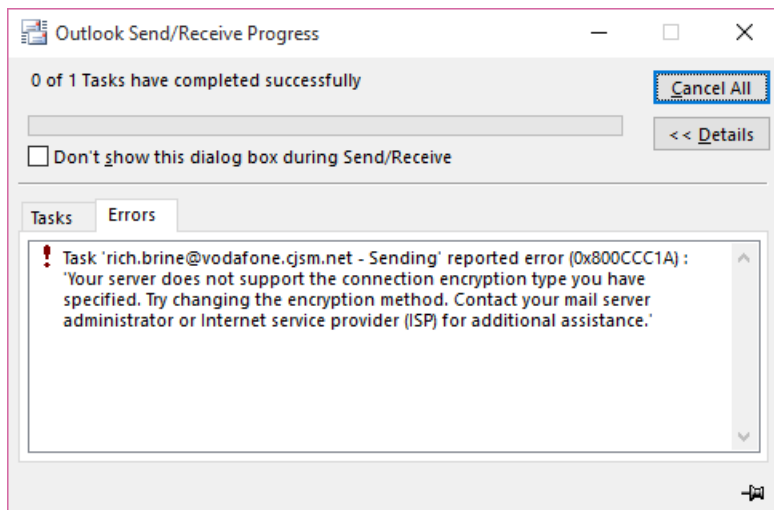 Outlook Send/Receive Progress
0 of 1 Tasks have completed successfully
Cancel All
<< Details
Don't show this dialog box during Send/Receive
Tasks
Errors
Task 'rich.brine@vodafone.cjsm.net - Sending' reported error (0x800CCC1A) :
'Your server does not support the connection encryption type you have
specified. Try changing the encryption method. Contact your mail server
administrator or Internet service provider (ISP) for additional assistance.'